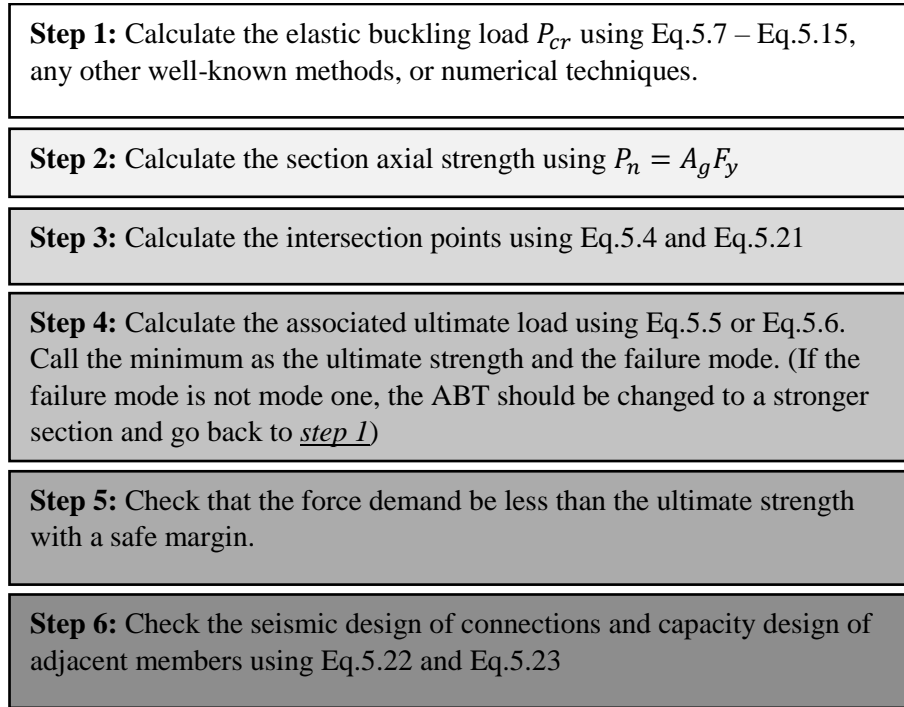 Step 1: Calculate the elastic buckling load P_cr using Eq.5.7 – Eq.5.15,
any other well-known methods, or numerical techniques.
Step 2: Calculate the section axial strength using P_n = A_gF_y
Step 3: Calculate the intersection points using Eq.5.4 and Eq.5.21
Step 4: Calculate the associated ultimate load using Eq.5.5 or Eq.5.6.
Call the minimum as the ultimate strength and the failure mode. (If the
failure mode is not mode one, the ABT should be changed to a stronger
section and go back to step 1)
Step 5: Check that the force demand be less than the ultimate strength
with a safe margin.
Step 6: Check the seismic design of connections and capacity design of
adjacent members using Eq.5.22 and Eq.5.23